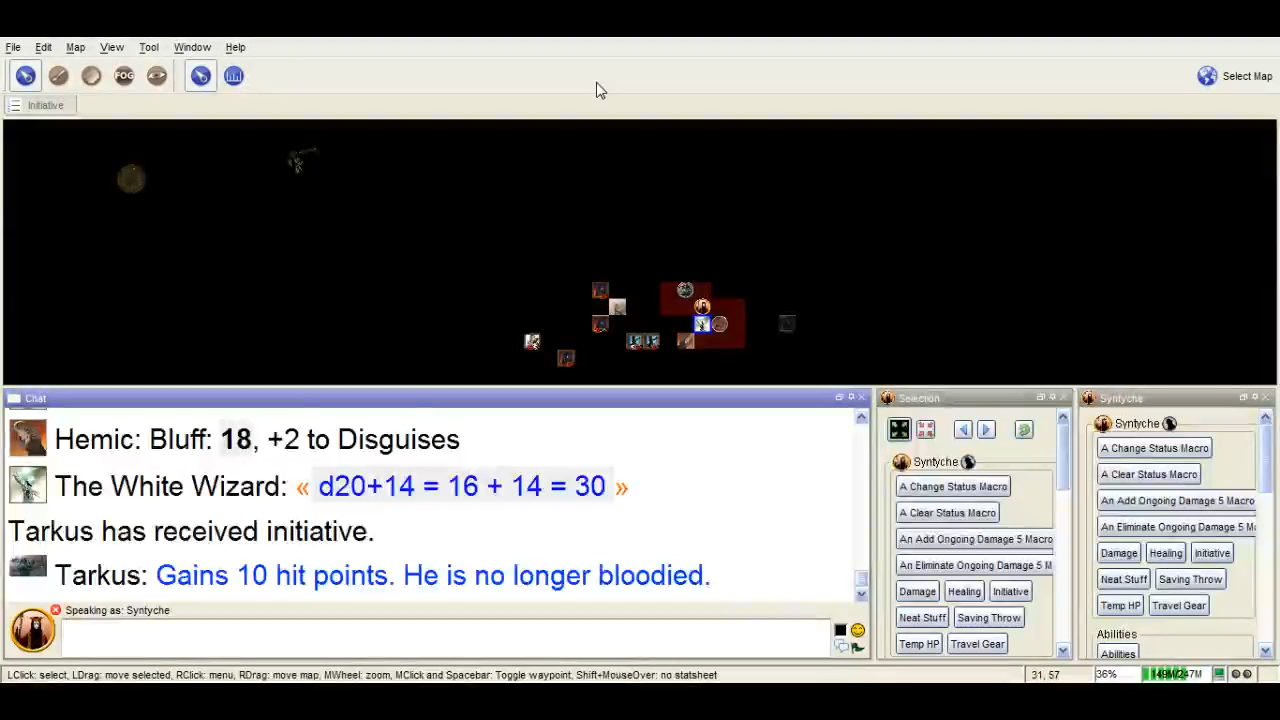 File Edit Map View Tool Window Help
FOG
Select Map
Initiative
Chat
Hemic: Bluff: 18, +2 to Disguises
The White Wizard: « d20+14 = 16 + 14 = 30 »
Tarkus has received initiative.
Tarkus: Gains 10 hit points. He is no longer bloodied.
Speaking as: Syntyche
Selection
Syntyche
A Change Status Macro
A Clear Status Macro
An Add Ongoing Damage 5 Macro
An Eliminate Ongoing Damage 5 M
Damage Healing Initiative
Neat Stuff Saving Throw
Temp HP Travel Gear
Syntyche
Syntyche
A Change Status Macro
A Clear Status Macro
An Add Ongoing Damage 5 Macro
An Eliminate Ongoing Damage 5 Ma
Damage Healing Initiative
Neat Stuff Saving Throw
Temp HP Travel Gear
Abilities
Abilities
LClick: select, LDrag: move selected, RClick: menu, RDrag: move map, MWheel: zoom, MClick and Spacebar: Toggle waypoint, Shift+MouseOver: no statsheet
31, 57
36%
149M/247M